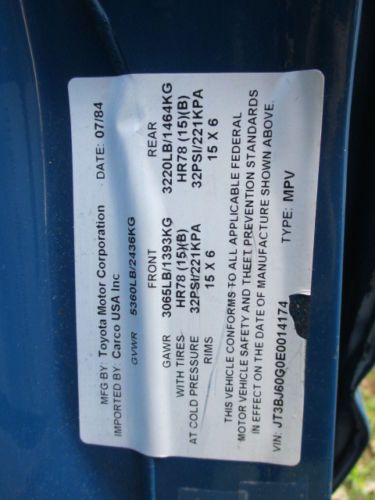 MFG BY: Toyota Motor Corporation DATE: 07/84
IMPORTED BY: Carco USA Inc
GVWR 5360LB/2436KG
FRONT REAR
GAWR 3065LB/1393KG 3220LB/1464KG
WITH TIRES HR78 (15)(B) HR78 (15)(B)
AT COLD PRESSURE 32PSI/221KPA 32PSI/221KPA
RIMS 15 X 6 15 X 6
THIS VEHICLE CONFORMS TO ALL APPLICABLE FEDERAL
MOTOR VEHICLE SAFETY AND THEFT PREVENTION STANDARDS
IN EFFECT ON THE DATE OF MANUFACTURE SHOWN ABOVE.
VIN: JT3BJ60G0E0014174 TYPE: MPV